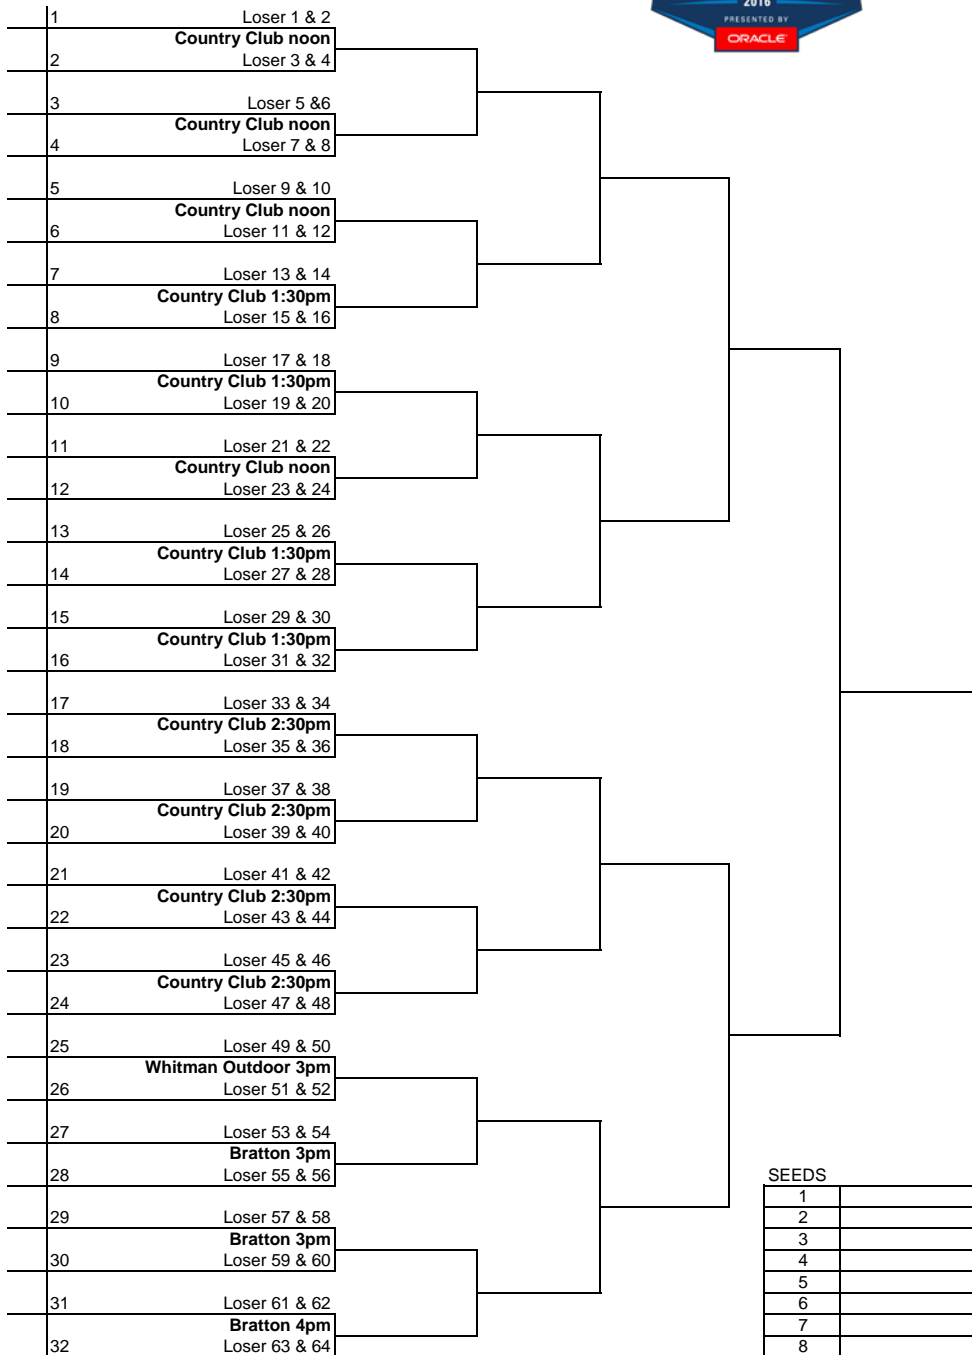 2016
PRESENTED BY
ORACLE
1 Loser 1 & 2
Country Club noon
2 Loser 3 & 4
3 Loser 5 &6
Country Club noon
4 Loser 7 & 8
5 Loser 9 & 10
Country Club noon
6 Loser 11 & 12
7 Loser 13 & 14
Country Club 1:30pm
8 Loser 15 & 16
9 Loser 17 & 18
Country Club 1:30pm
10 Loser 19 & 20
11 Loser 21 & 22
Country Club noon
12 Loser 23 & 24
13 Loser 25 & 26
Country Club 1:30pm
14 Loser 27 & 28
15 Loser 29 & 30
Country Club 1:30pm
16 Loser 31 & 32
17 Loser 33 & 34
Country Club 2:30pm
18 Loser 35 & 36
19 Loser 37 & 38
Country Club 2:30pm
20 Loser 39 & 40
21 Loser 41 & 42
Country Club 2:30pm
22 Loser 43 & 44
23 Loser 45 & 46
Country Club 2:30pm
24 Loser 47 & 48
25 Loser 49 & 50
Whitman Outdoor 3pm
26 Loser 51 & 52
27 Loser 53 & 54
Bratton 3pm
28 Loser 55 & 56
29 Loser 57 & 58
Bratton 3pm
30 Loser 59 & 60
31 Loser 61 & 62
Bratton 4pm
32 Loser 63 & 64
SEEDS
1
2
3
4
5
6
7
8